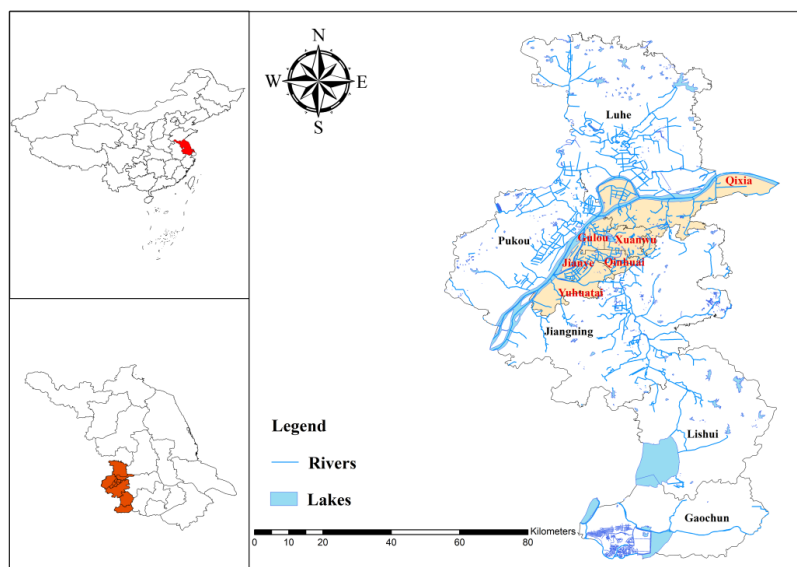 N
W E
S
Luhe
Qixia
Pukou
Gulou Xuanwu
Jianye Qinhuai
Yuhuatai
Jiangning
Legend
Rivers
Lakes
Lishui
Gaochun
Kilometers
0 10 20 40 60 80